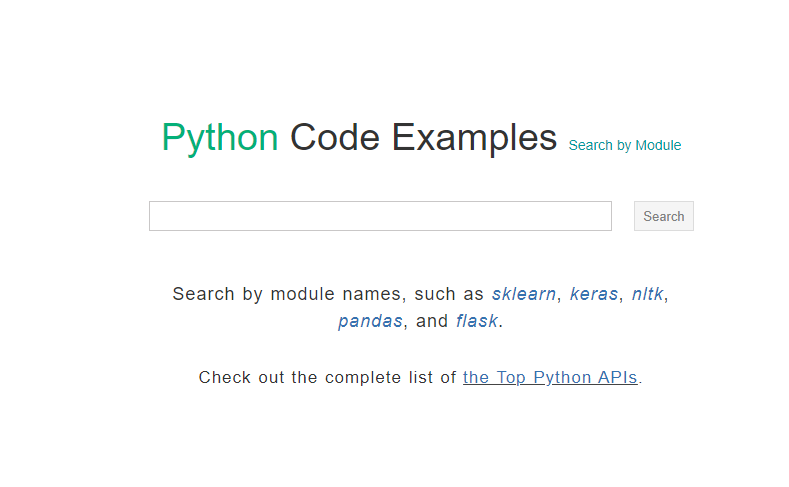 Python Code Examples Search by Module
Search
Search by module names, such as sklearn, keras, nltk,
pandas, and flask.
Check out the complete list of the Top Python APIs.